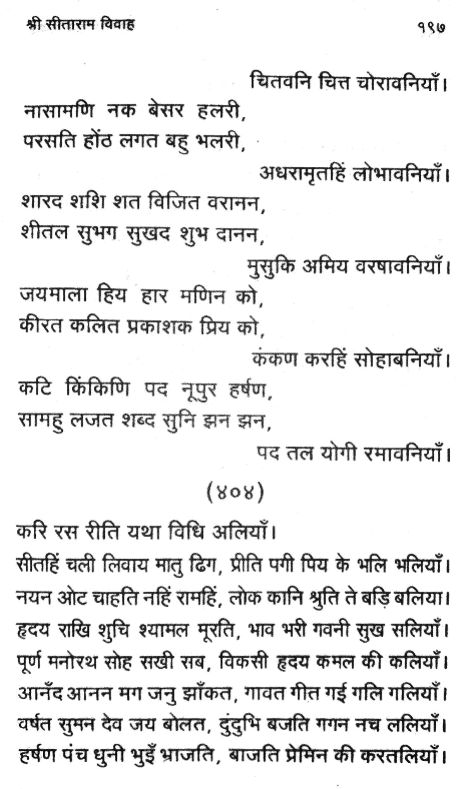 श्री सीताराम विवाह १९७
चितवनि चित्त चोरावनियाँ।
नासामणि नक बेसर हलरी,
परसति होंठ लगत बहु भलरी,
अधरामृतहिं लोभावनियाँ।
शारद शशि शत विजित वरानन,
शीतल सुभग सुखद शुभ दानन,
मुसुकि अमिय वरषावनियाँ।
जयमाला हिय हार मणिन को,
कीरत कलित प्रकाशक प्रिय को,
कंकण करहिं सोहाबनियाँ।
कटि किंकिणि पद नूपुर हर्षण,
सामहु लजत शब्द सुनि झन झन,
पद तल योगी रमावनियाँ।
(४०४)
करि रस रीति यथा विधि अलियाँ।
सीतहिं चली लिवाय मातु ढिग, प्रीति पगी पिय के भलि भलियाँ।
नयन ओट चाहति नहिं रामहिं, लोक कानि श्रुति ते बड़ि बलिया।
हृदय राखि शुचि श्यामल मूरति, भाव भरी गवनी सुख सलियाँ।
पूर्ण मनोरथ सोह सखी सब, विकसी हृदय कमल की कलियाँ।
आनँद आनन मग जनु झाँकत, गावत गीत गई गलि गलियाँ।
वर्षत सुमन देव जय बोलत, दुंदुभि बजति गगन नच ललियाँ।
हर्षण पंच धुनी भुइँ भ्राजति, बाजति प्रेमिन की करतलियाँ।